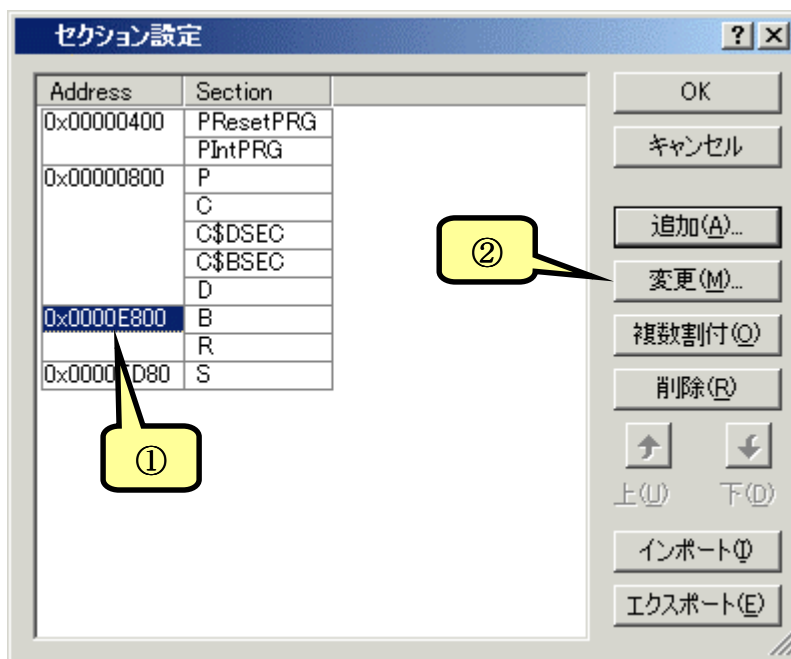 セクション設定
Address Section
0x00000400 PResetPRG
PIntPRG
0x00000800 P
C
C$DSEC
C$BSEC
D
0x0000E800 B
R
S
①
②
OK
キャンセル
追加(A)...
変更(M)...
複数割付(O)
削除(R)
上(U) 下(D)
インポート(I)
エクスポート(E)